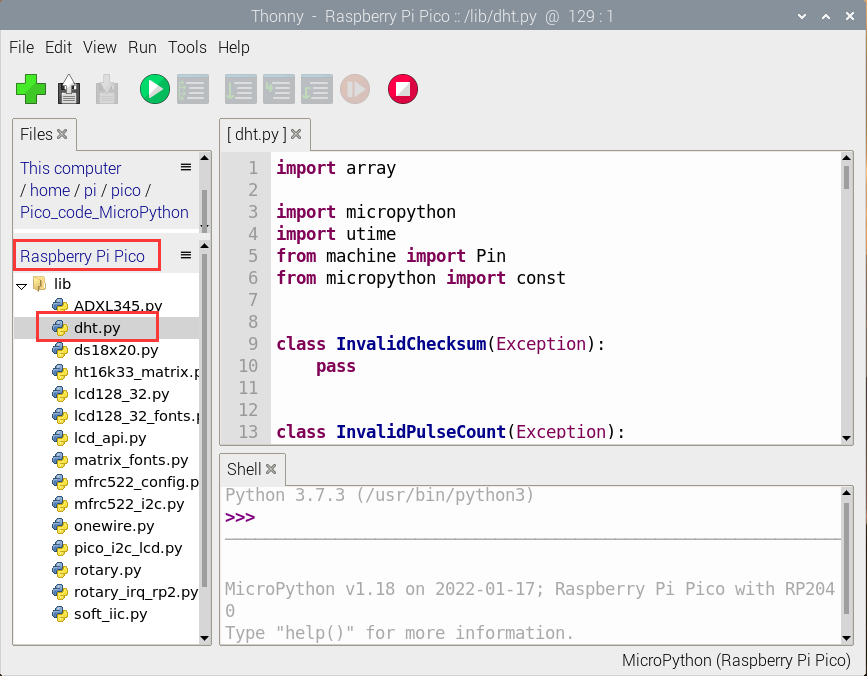 Thonny - Raspberry Pi Pico :: /lib/dht.py @ 129 : 1
File Edit View Run Tools Help
Files
This computer
/ home / pi / pico /
Pico_code_MicroPython
Raspberry Pi Pico
lib
ADXL345.py
dht.py
ds18x20.py
ht16k33_matrix.p
lcd128_32.py
lcd128_32_fonts.p
lcd_api.py
matrix_fonts.py
mfrc522_config.p
mfrc522_i2c.py
onewire.py
pico_i2c_lcd.py
rotary.py
rotary_irq_rp2.py
soft_iic.py
[ dht.py ]
1 import array
2
3 import micropython
4 import utime
5 from machine import Pin
6 from micropython import const
7
8
9 class InvalidChecksum(Exception):
10     pass
11
12
13 class InvalidPulseCount(Exception):
Shell
Python 3.7.3 (/usr/bin/python3)
>>>
MicroPython v1.18 on 2022-01-17; Raspberry Pi Pico with RP204
0
Type "help()" for more information.
MicroPython (Raspberry Pi Pico)